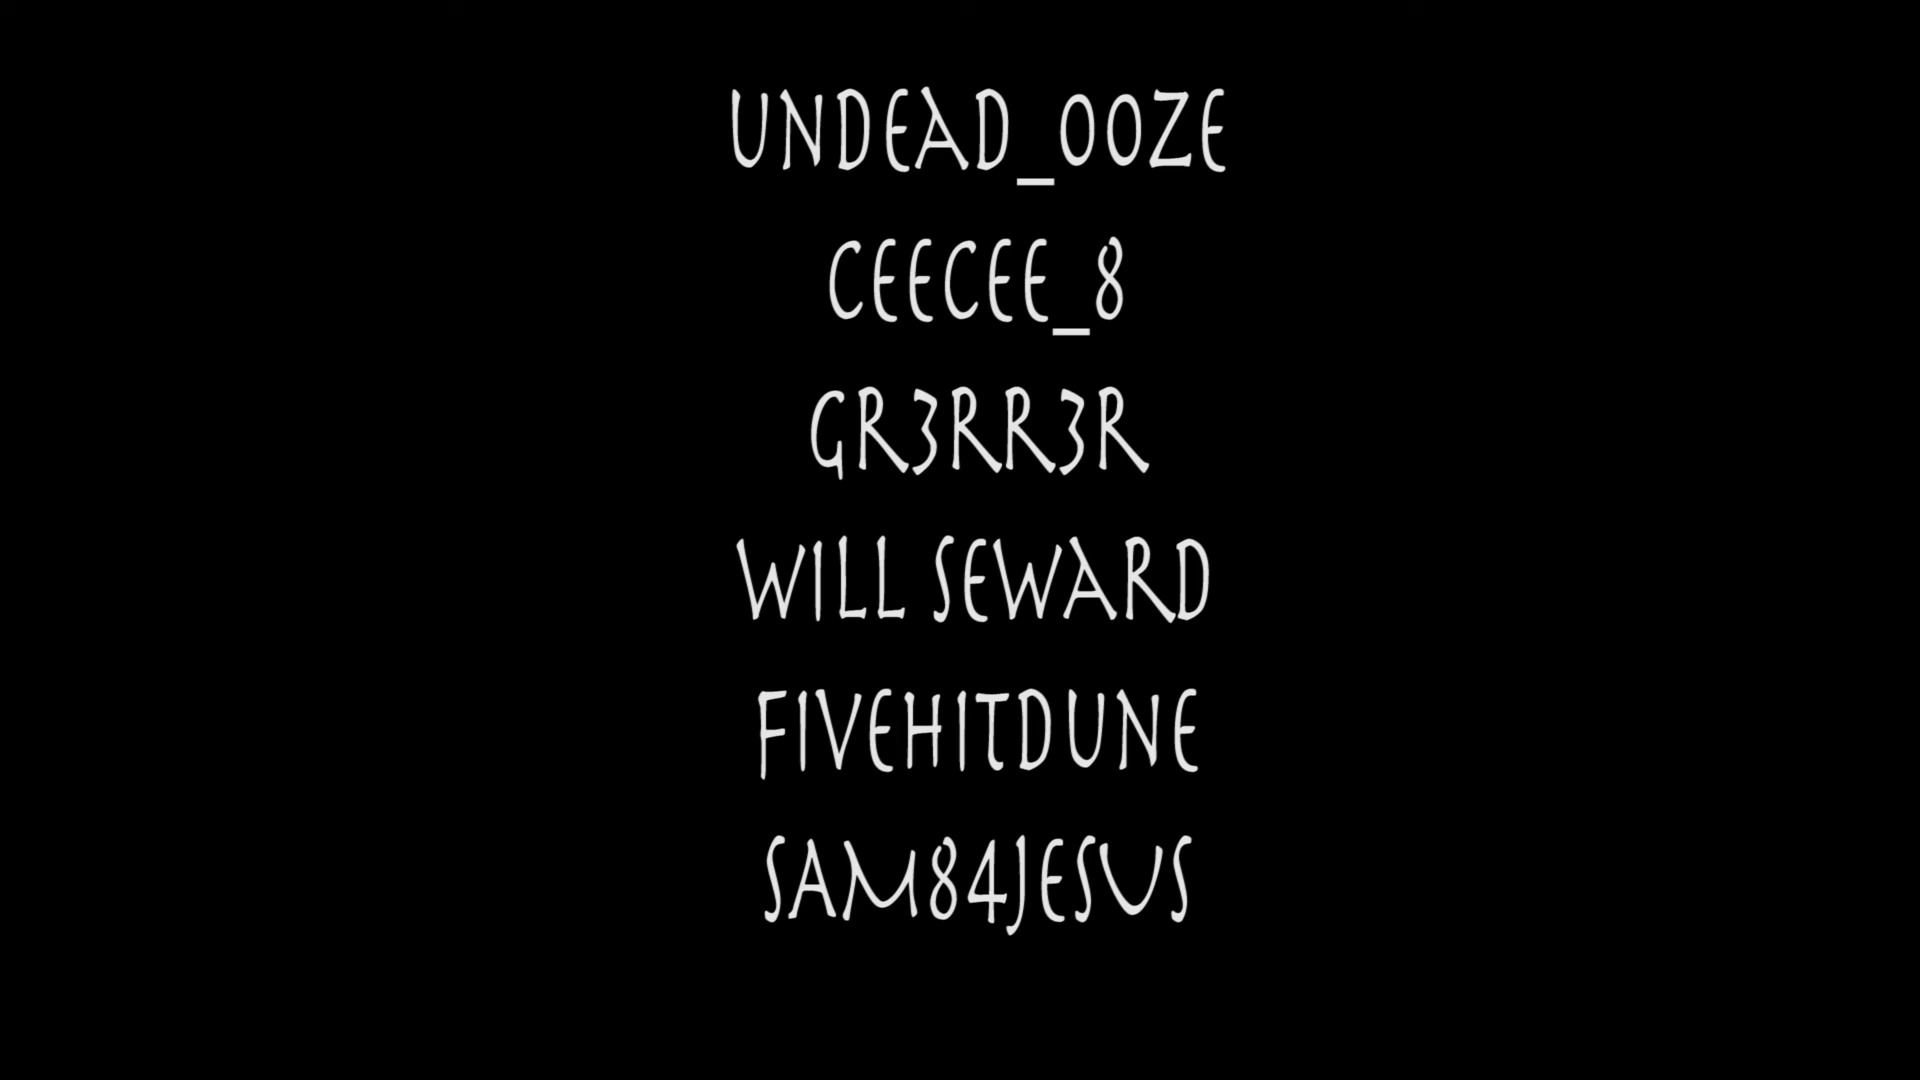 UNDEAD_OOZE
CEECEE_8
GR3RR3R
WILL SEWARD
FIVEHITDUNE
SAM84JESUS